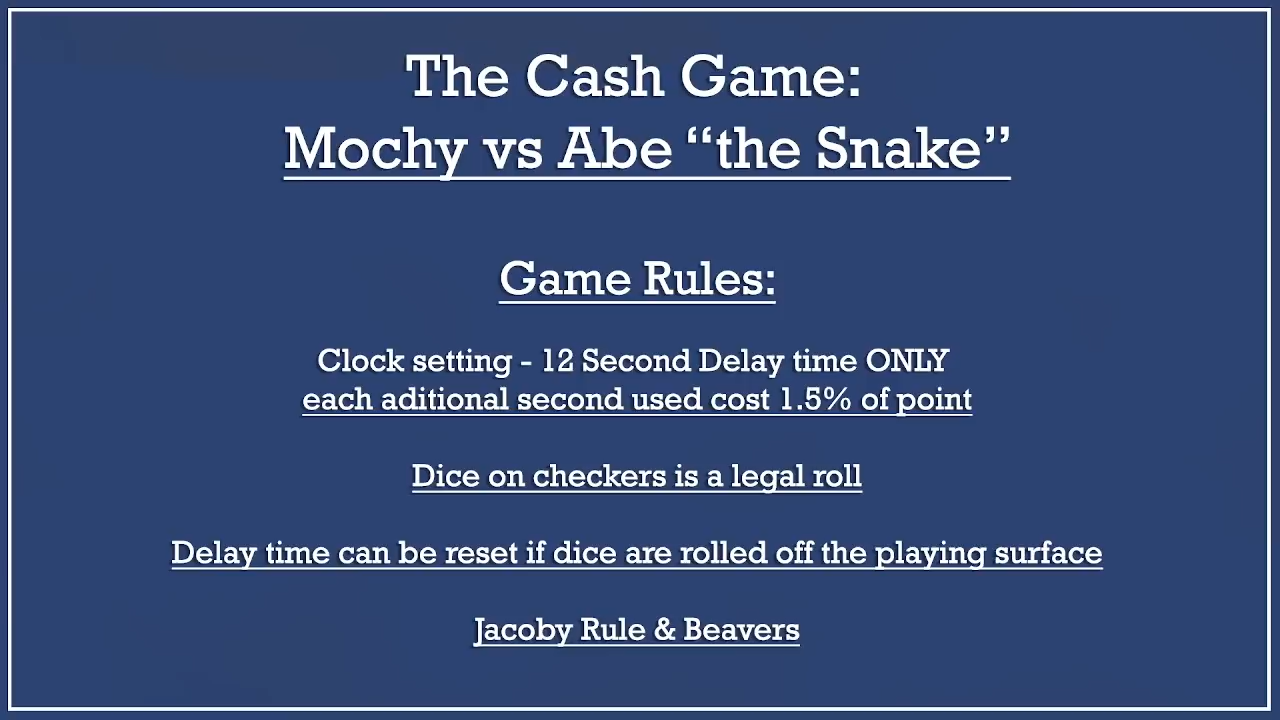 The Cash Game:
Mochy vs Abe “the Snake”
Game Rules:
Clock setting - 12 Second Delay time ONLY
each aditional second used cost 1.5% of point
Dice on checkers is a legal roll
Delay time can be reset if dice are rolled off the playing surface
Jacoby Rule & Beavers